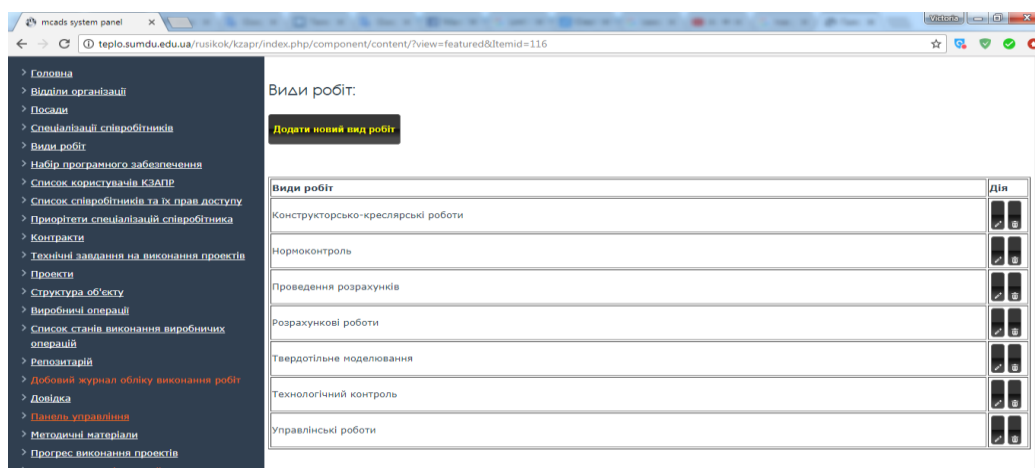 mcads system panel
Victoria
teplo.sumdu.edu.ua/rusikok/kzapr/index.php/component/content/?view=featured&Itemid=116
Головна
Відділи організації
Посади
Спеціалізації співробітників
Види робіт
Набір програмного забезпечення
Список користувачів КЗАПР
Список співробітників та їх прав доступу
Приорітети спеціалізацій співробітника
Контракти
Технічні завдання на виконання проектів
Проекти
Структура об'єкту
Виробничі операції
Список станів виконання виробничих
операцій
Репозитарій
Добовий журнал обліку виконання робіт
Довідка
Панель управління
Методичні матеріали
Прогрес виконання проектів
Види робіт:
Додати новий вид робіт
Види робіт Дія
Конструкторсько-креслярські роботи
Нормоконтроль
Проведення розрахунків
Розрахункові роботи
Твердотільне моделювання
Технологічний контроль
Управлінські роботи